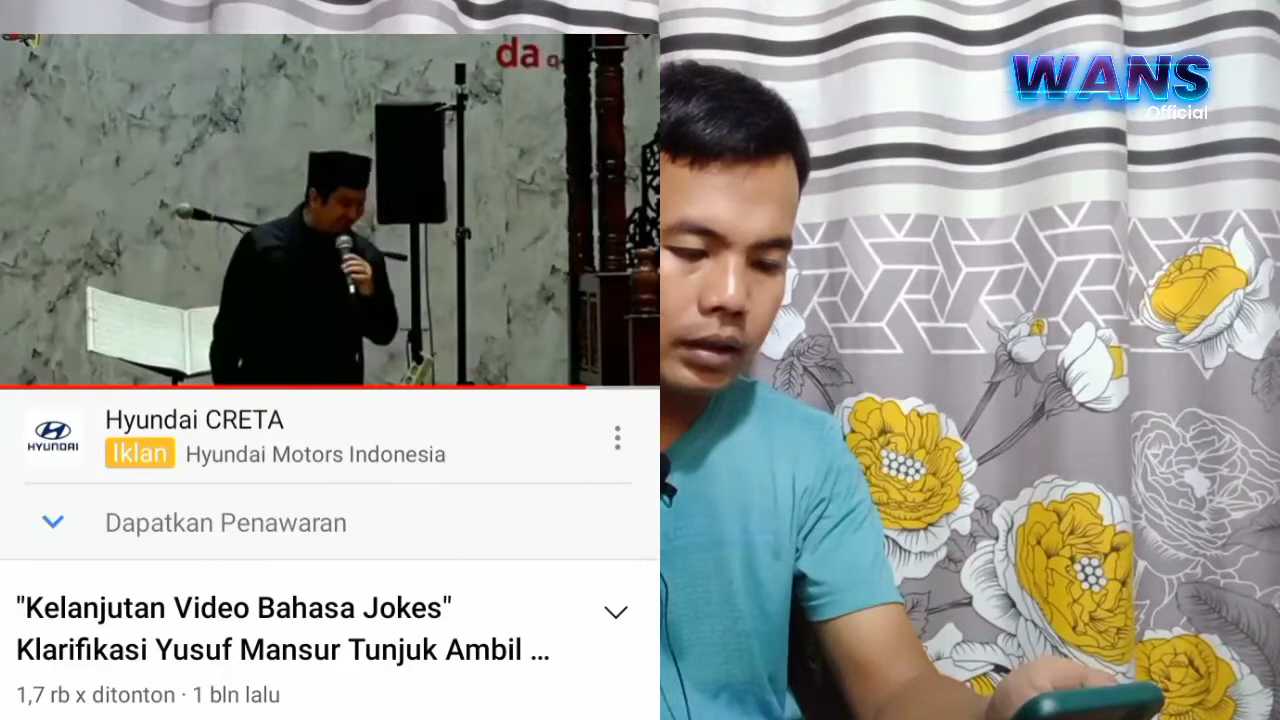 da
WANS
Official
Hyundai CRETA
HYUNDAI
Iklan Hyundai Motors Indonesia
Dapatkan Penawaran
"Kelanjutan Video Bahasa Jokes"
Klarifikasi Yusuf Mansur Tunjuk Ambil ...
1,7 rb x ditonton · 1 bln lalu